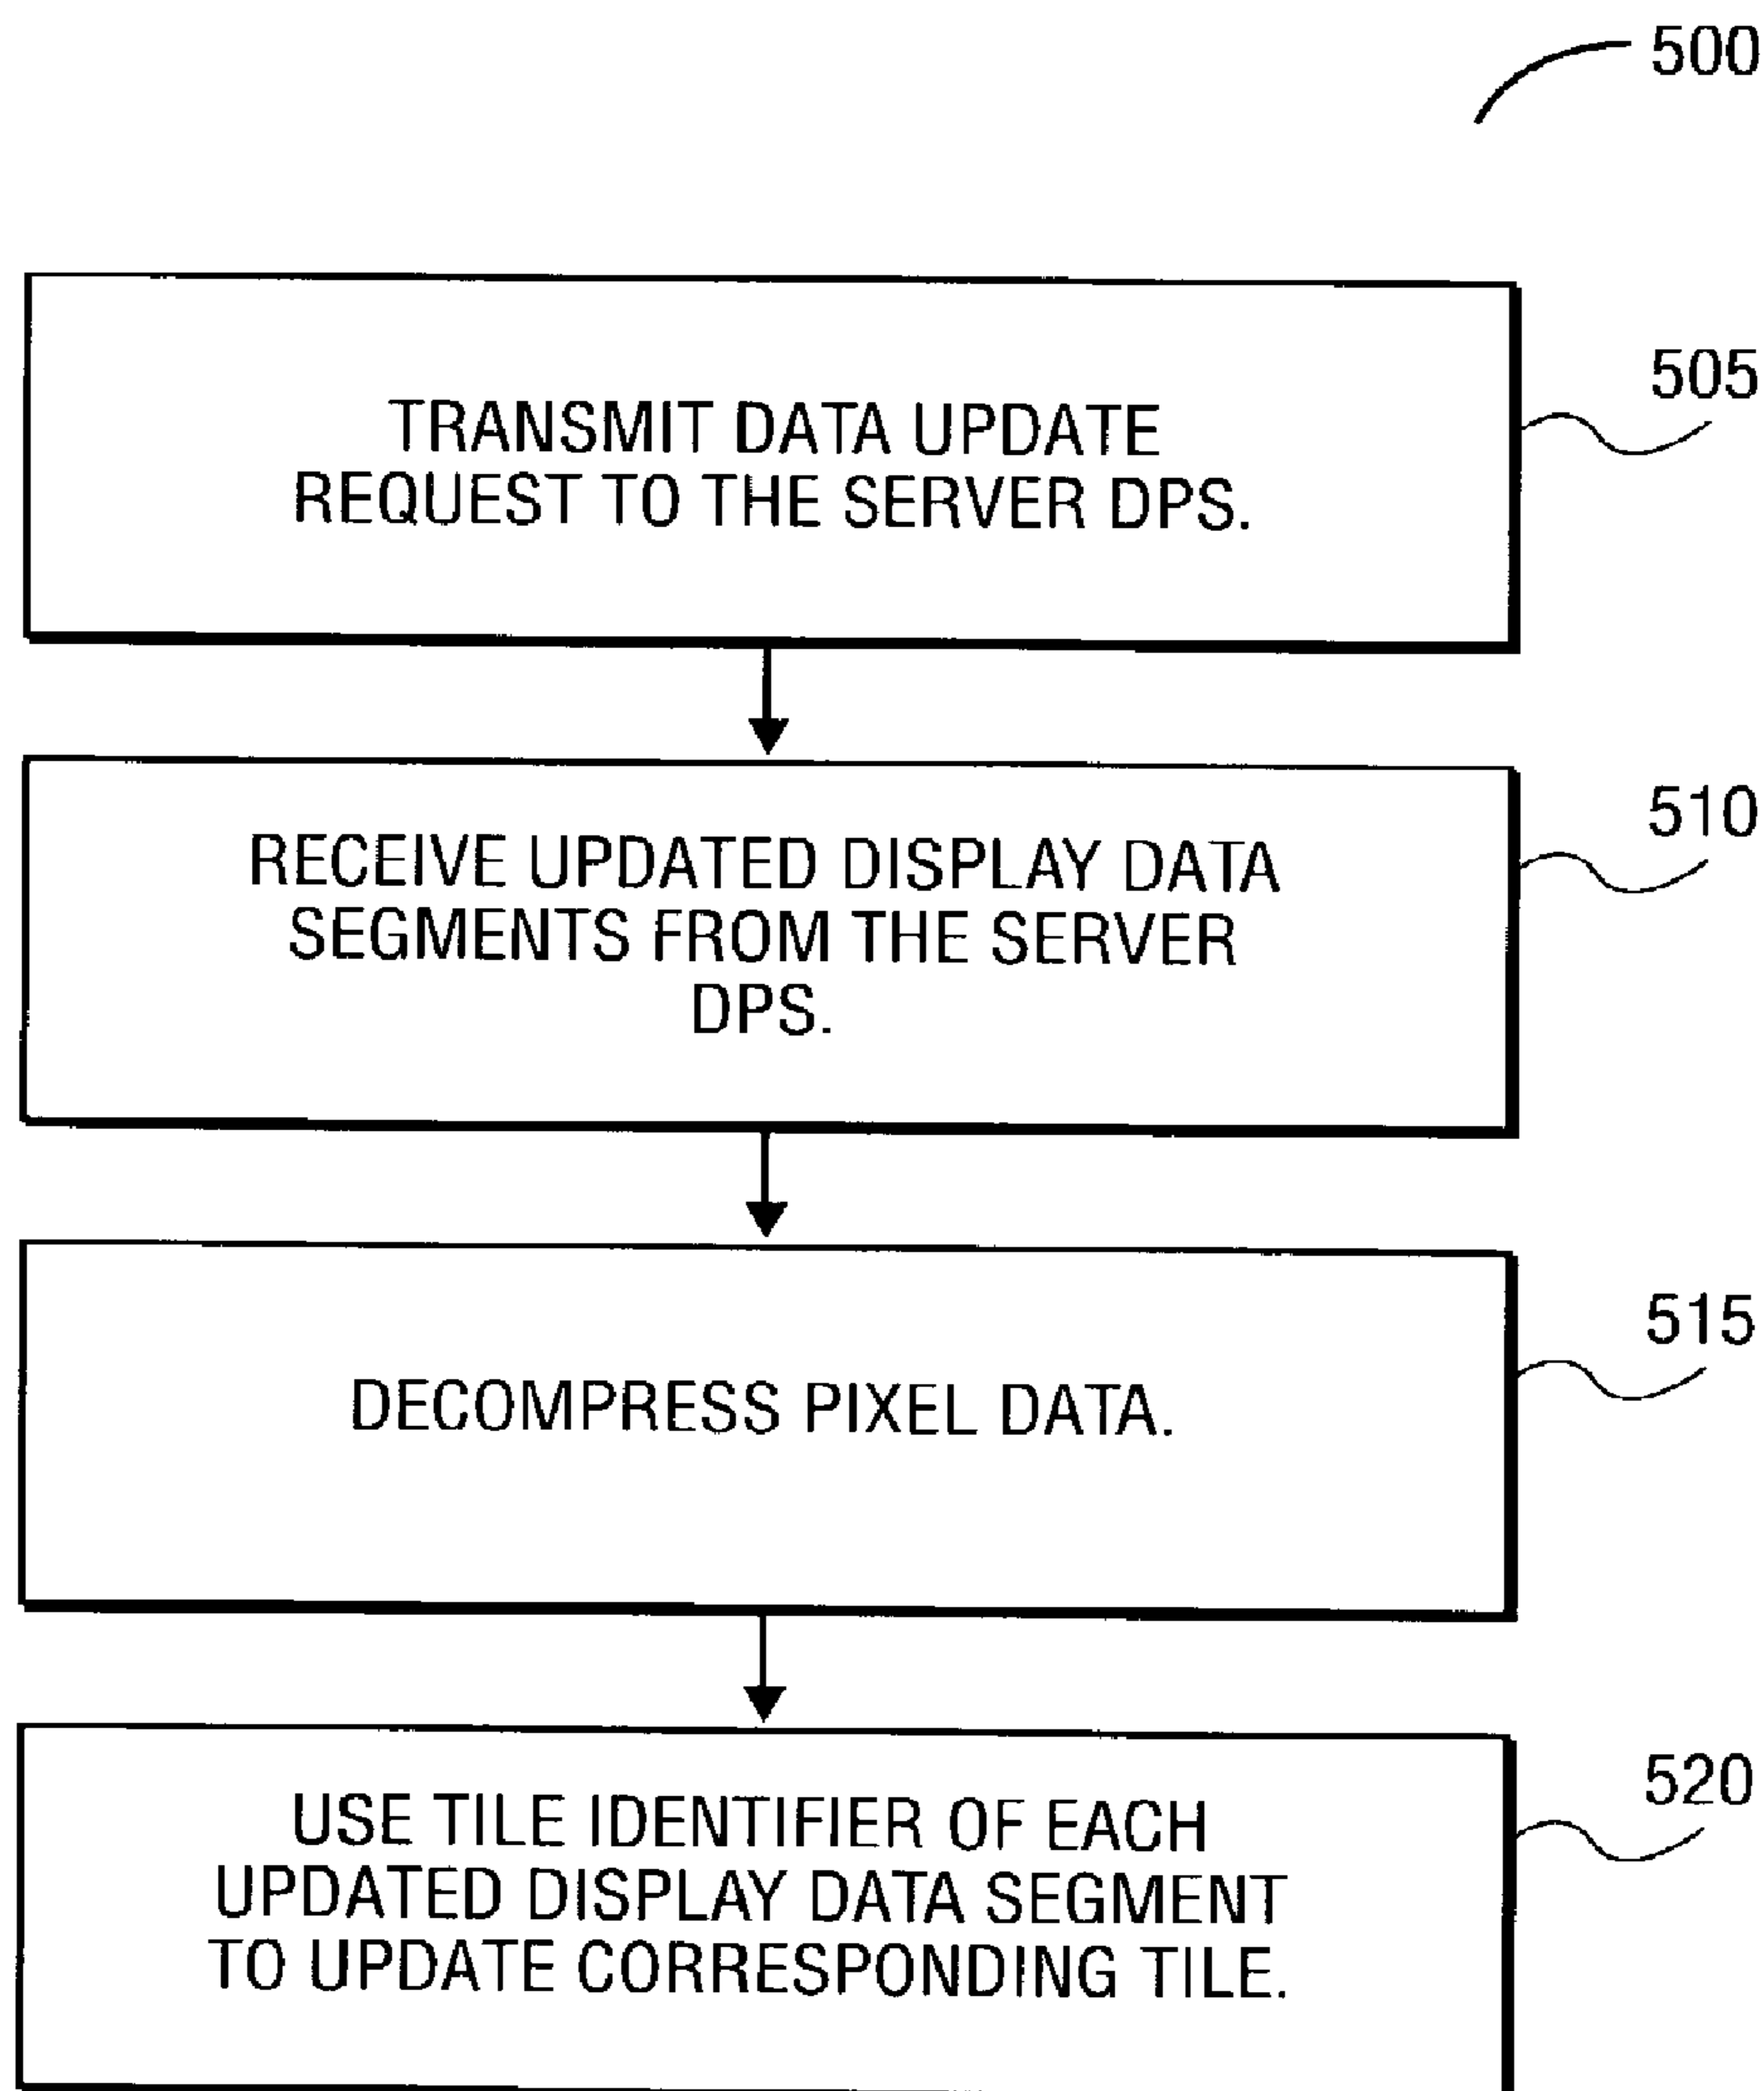 500
505
TRANSMIT DATA UPDATE
REQUEST TO THE SERVER DPS.
510
RECEIVE UPDATED DISPLAY DATA
SEGMENTS FROM THE SERVER
DPS.
515
DECOMPRESS PIXEL DATA.
520
USE TILE IDENTIFIER OF EACH
UPDATED DISPLAY DATA SEGMENT
TO UPDATE CORRESPONDING TILE.